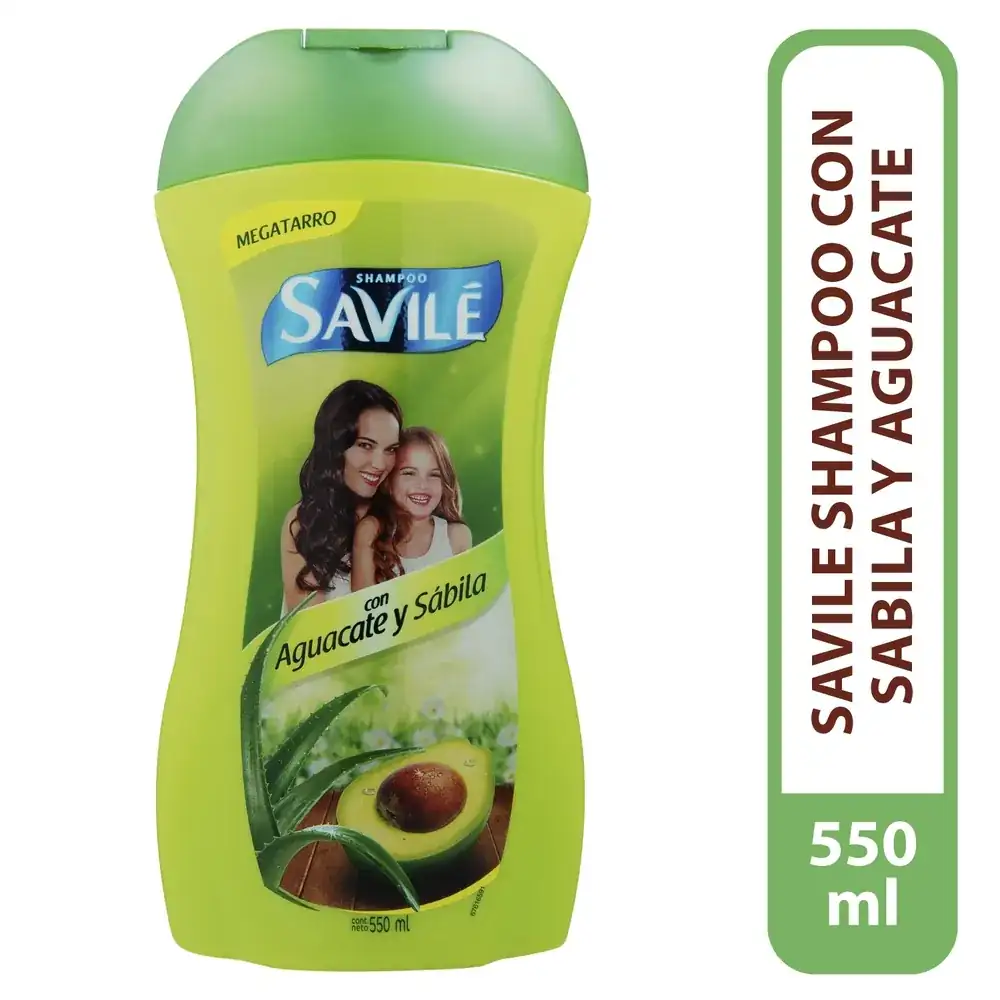 MEGATARRO
SHAMPOO
SAVILÉ
con
Aguacate y Sábila
cont.
neto 550 ml
SAVILE SHAMPOO CON
SABILA Y AGUACATE
550
ml